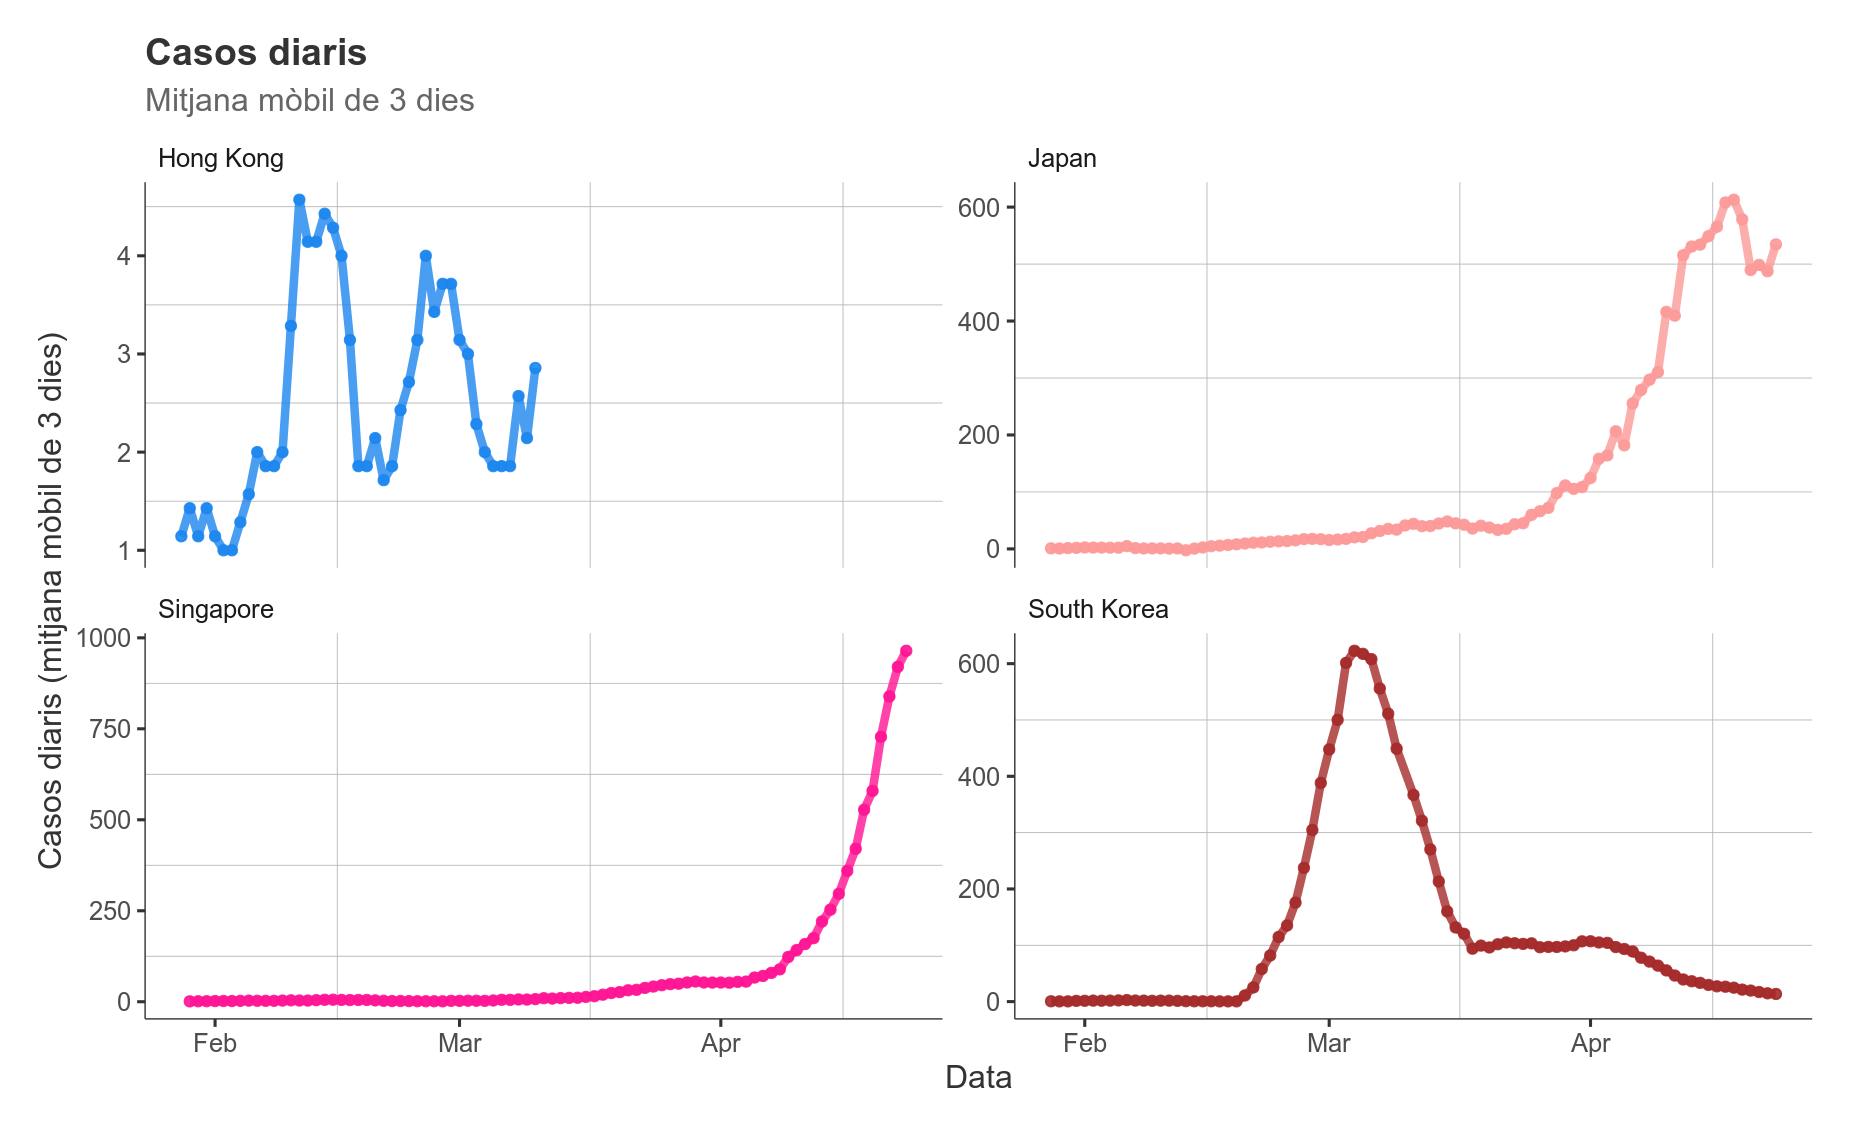 Casos diaris
Mitjana mòbil de 3 dies
Casos diaris (mitjana mòbil de 3 dies)
Hong Kong
4
3
2
1
Japan
600
400
200
0
Singapore
1000
750
500
250
0
Feb
Mar
Apr
South Korea
600
400
200
0
Feb
Mar
Apr
Data